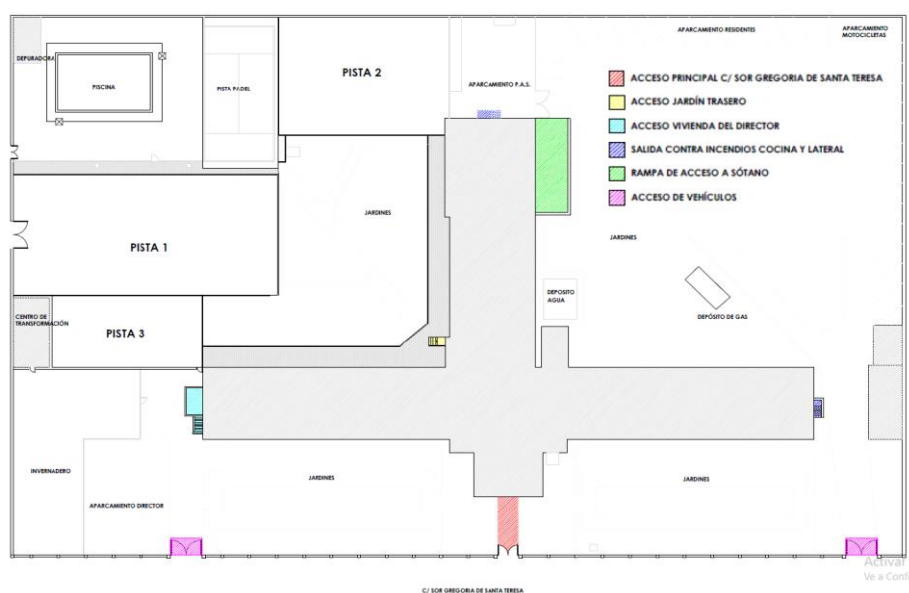 APARCAMIENTO RESIDENTES
APARCAMIENTO
MOTOCICLETAS
DEPURADORA
PISCINA
PISTA PADEL
PISTA 2
APARCAMIENTO P.A.S.
ACCESO PRINCIPAL C/ SOR GREGORIA DE SANTA TERESA
ACCESO JARDÍN TRASERO
ACCESO VIVIENDA DEL DIRECTOR
SALIDA CONTRA INCENDIOS COCINA Y LATERAL
RAMPA DE ACCESO A SÓTANO
ACCESO DE VEHÍCULOS
JARDINES
JARDINES
PISTA 1
DEPOSITO
AGUA
DEPÓSITO DE GAS
CENTRO DE
TRANSFORMACIÓN
PISTA 3
INVERNADERO
JARDINES
JARDINES
APARCAMIENTO DIRECTOR
Activar
Ve a Confi
C/ SOR GREGORIA DE SANTA TERESA